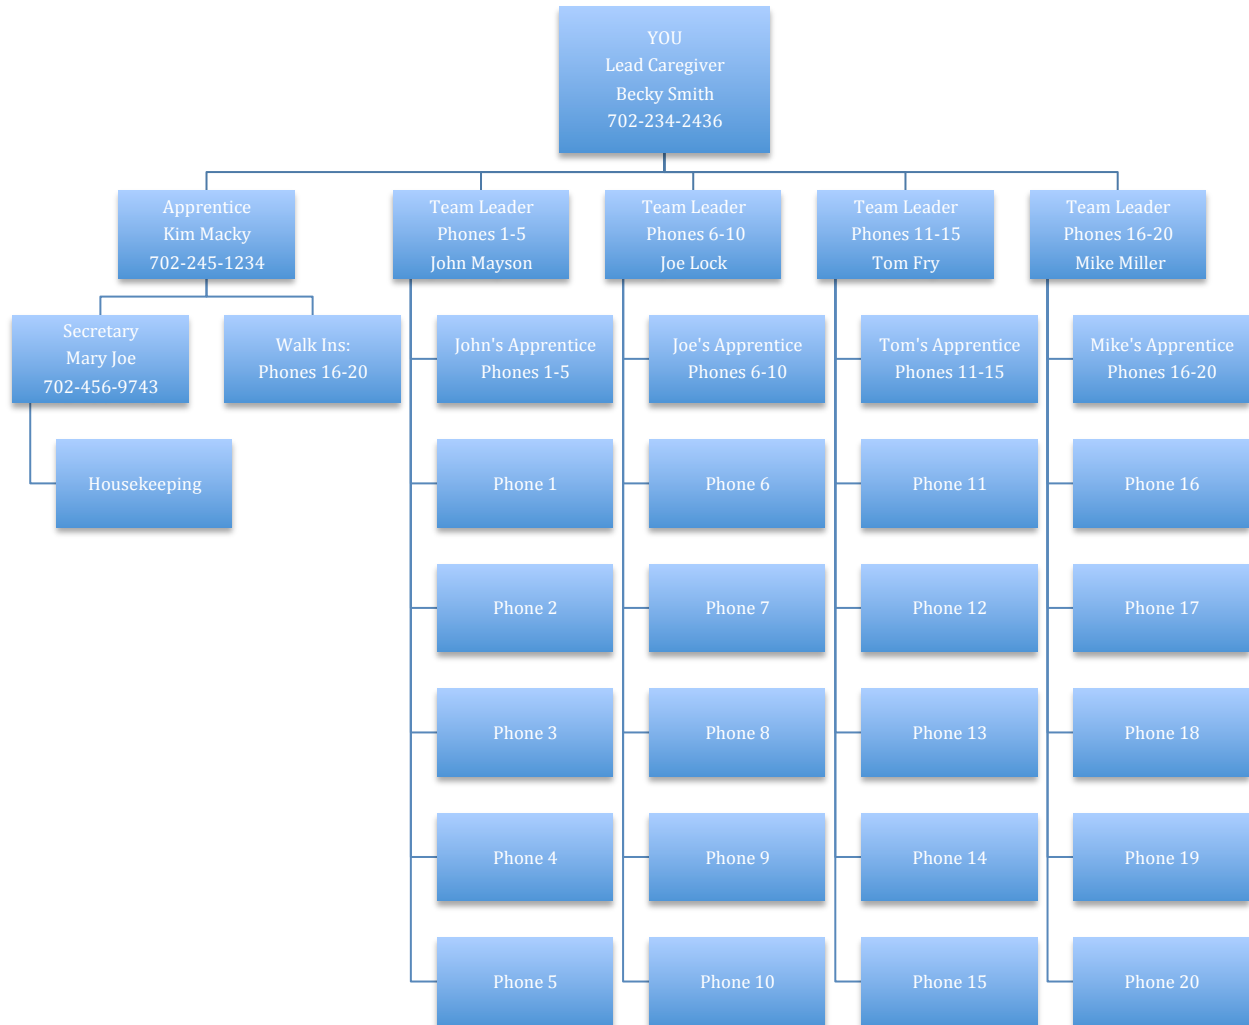 YOU
Lead Caregiver
Becky Smith
702-234-2436
Apprentice
Kim Macky
702-245-1234
Team Leader
Phones 1-5
John Mayson
Team Leader
Phones 6-10
Joe Lock
Team Leader
Phones 11-15
Tom Fry
Team Leader
Phones 16-20
Mike Miller
Secretary
Mary Joe
702-456-9743
Walk Ins:
Phones 16-20
John's Apprentice
Phones 1-5
Joe's Apprentice
Phones 6-10
Tom's Apprentice
Phones 11-15
Mike's Apprentice
Phones 16-20
Housekeeping
Phone 1
Phone 6
Phone 11
Phone 16
Phone 2
Phone 7
Phone 12
Phone 17
Phone 3
Phone 8
Phone 13
Phone 18
Phone 4
Phone 9
Phone 14
Phone 19
Phone 5
Phone 10
Phone 15
Phone 20